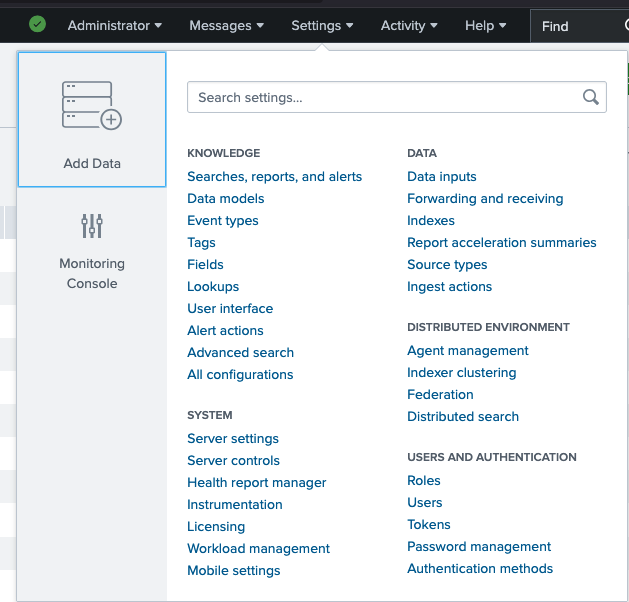 Administrator Messages Settings Activity Help Find
Add Data
Monitoring
Console
Search settings...
KNOWLEDGE
Searches, reports, and alerts
Data models
Event types
Tags
Fields
Lookups
User interface
Alert actions
Advanced search
All configurations
SYSTEM
Server settings
Server controls
Health report manager
Instrumentation
Licensing
Workload management
Mobile settings
DATA
Data inputs
Forwarding and receiving
Indexes
Report acceleration summaries
Source types
Ingest actions
DISTRIBUTED ENVIRONMENT
Agent management
Indexer clustering
Federation
Distributed search
USERS AND AUTHENTICATION
Roles
Users
Tokens
Password management
Authentication methods